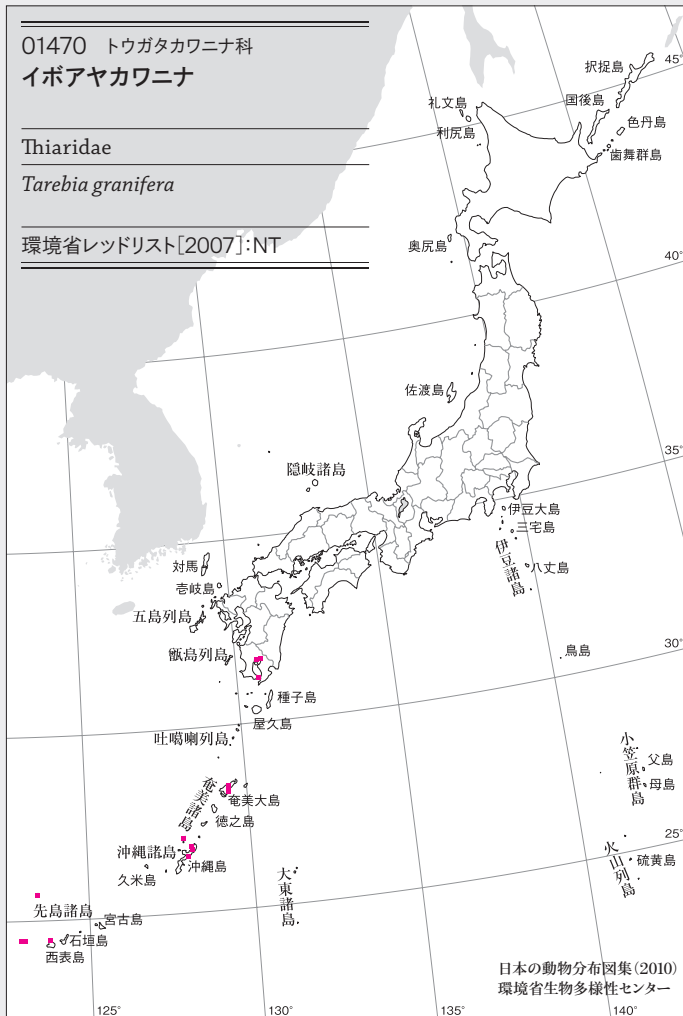 01470 トウガタカワニナ科
イボアヤカワニナ
Thiaridae
Tarebia granifera
環境省レッドリスト[2007]:NT
択捉島
45°
国後島
礼文島
色丹島
利尻島
歯舞群島
奥尻島
40°
佐渡島
35°
隠岐諸島
伊豆大島
三宅島
伊豆諸島
八丈島
対馬
壱岐島
五島列島
甑島列島
鳥島
30°
種子島
屋久島
吐噶喇列島
小笠原群島
父島
母島
奄美諸島
奄美大島
徳之島
25°
沖縄諸島
沖縄島
久米島
火山列島
硫黄島
大東諸島
先島諸島
宮古島
石垣島
西表島
日本の動物分布図集(2010)
環境省生物多様性センター
125°
130°
135°
140°